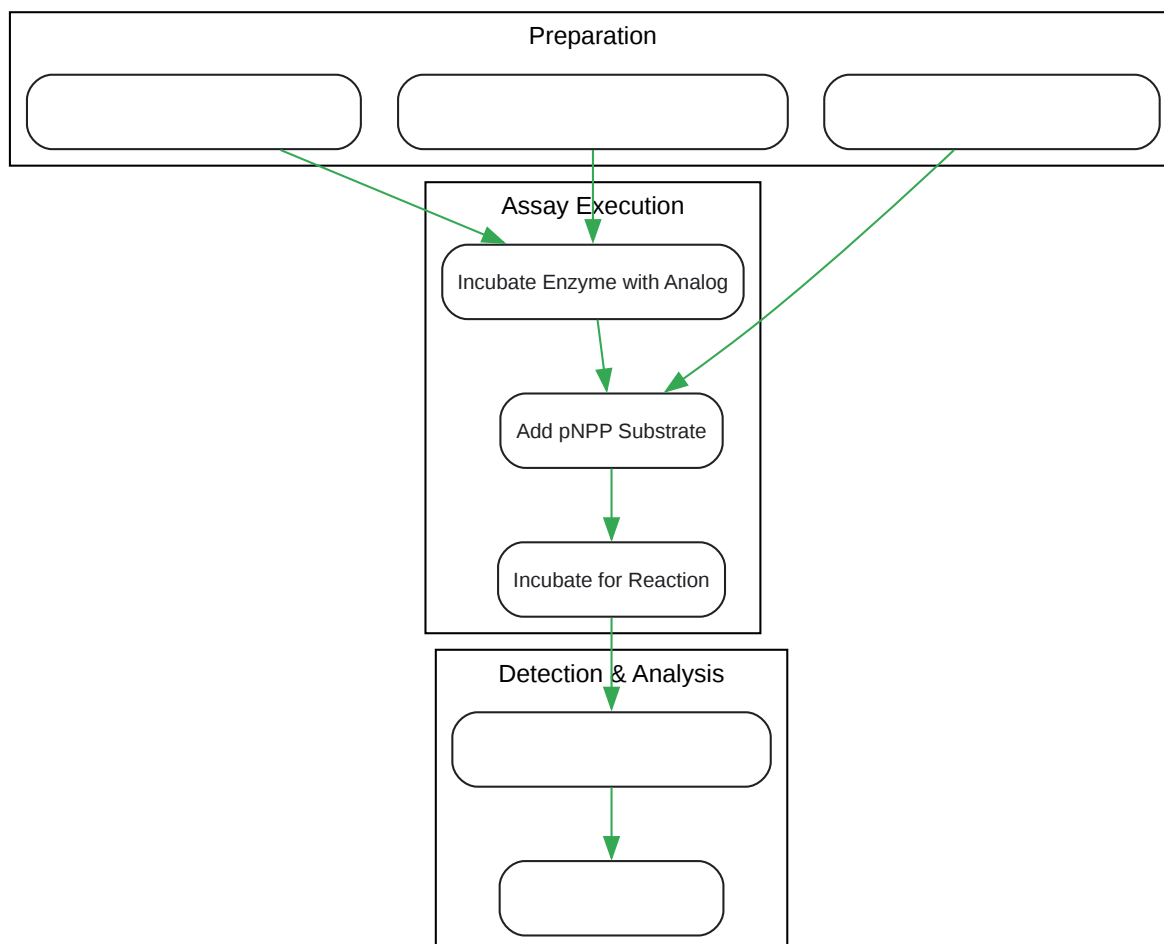 Preparation
Assay Execution
Incubate Enzyme with Analog
Add pNPP Substrate
Incubate for Reaction
Detection & Analysis